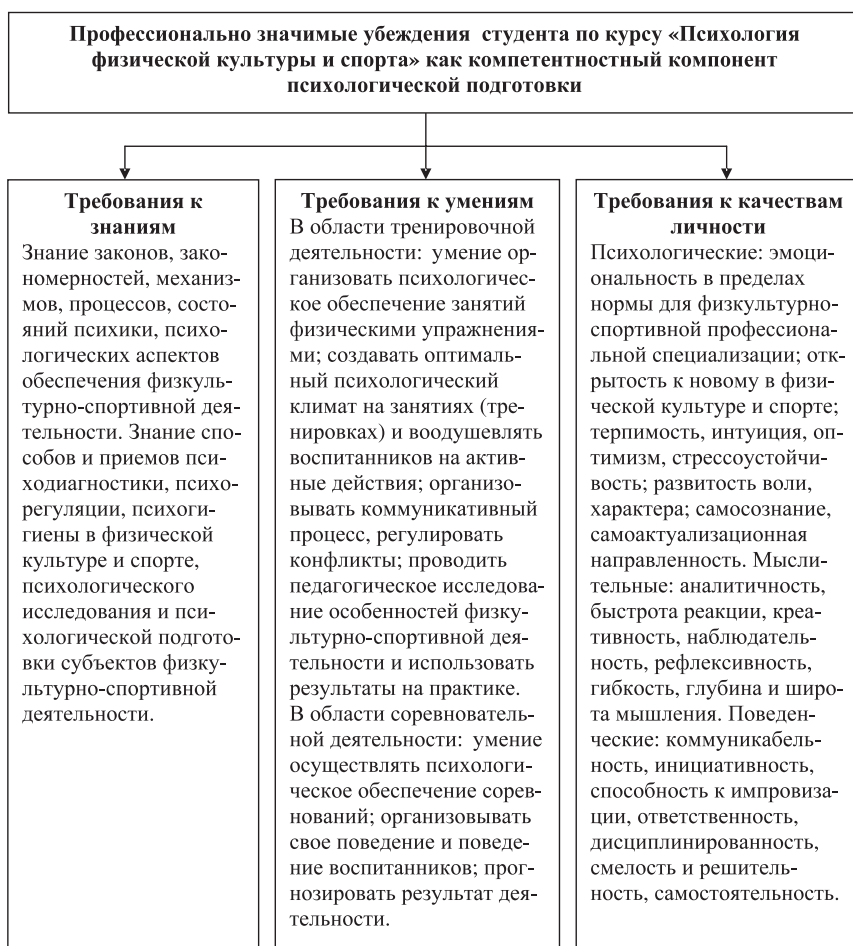 Профессионально значимые убеждения студента по курсу «Психология
физической культуры и спорта» как компетентностный компонент
психологической подготовки
Требования к
знаниям
Знание законов, зако-
номерностей, механиз-
мов, процессов, состо-
яний психики, психо-
логических аспектов
обеспечения физкуль-
турно-спортивной дея-
тельности. Знание спо-
собов и приемов пси-
ходиагностики, психо-
регуляции, психоги-
гиены в физической
культуре и спорте,
психологического
исследования и пси-
хологической подгото-
вки субъектов физку-
льтурно-спортивной
деятельности.
Требования к умениям
В области тренировочной
деятельности: умение ор-
ганизовать психологичес-
кое обеспечение занятий
физическими упражнени-
ями; создавать оптималь-
ный психологический
климат на занятиях (тре-
нировках) и воодушевлять
воспитанников на актив-
ные действия; организо-
вывать коммуникативный
процесс, регулировать
конфликты; проводить
педагогическое исследова-
ние особенностей физку-
льтурно-спортивной дея-
тельности и использовать
результаты на практике.
В области соревнователь-
ной деятельности: умение
осуществлять психологи-
ческое обеспечение сорев-
нований; организовывать
свое поведение и поведе-
ние воспитанников; прог-
нозировать результат дея-
тельности.
Требования к качествам
личности
Психологические: эмоци-
ональность в пределах
нормы для физкультурно-
спортивной профессиона-
льной специализации; от-
крытость к новому в физи-
ческой культуре и спорте;
терпимость, интуиция, оп-
тимизм, стрессоустойчи-
вость; развитость воли,
характера; самосознание,
самоактуализационная
направленность. Мысли-
тельные: аналитичность,
быстрота реакции, креа-
тивность, наблюдатель-
ность, рефлексивность,
гибкость, глубина и широ-
та мышления. Поведен-
ческие: коммуникабель-
ность, инициативность,
способность к импровиза-
ции, ответственность,
дисциплинированность,
смелость и решитель-
ность, самостоятельность.